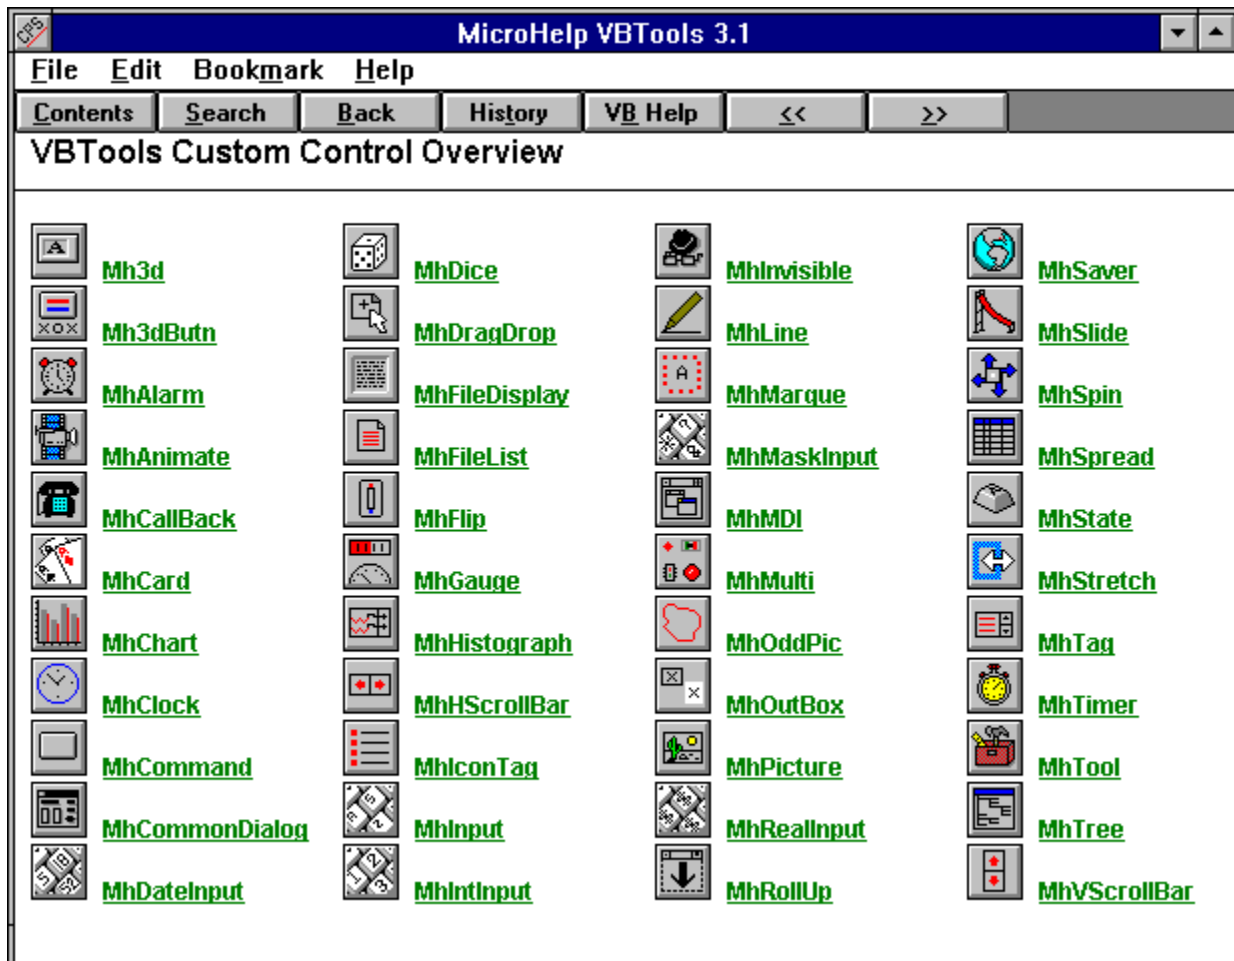 MicroHelp VBTools 3.1
File Edit Bookmark Help
Contents Search Back History VB Help << >>
VBTools Custom Control Overview
Mh3d MhDice MhInvisible MhSaver
Mh3dButn MhDragDrop MhLine MhSlide
MhAlarm MhFileDisplay MhMarque MhSpin
MhAnimate MhFileList MhMaskInput MhSpread
MhCallBack MhFlip MhMDI MhState
MhCard MhGauge MhMulti MhStretch
MhChart MhHistograph MhOddPic MhTag
MhClock MhHScrollBar MhOutBox MhTimer
MhCommand MhIconTag MhPicture MhTool
MhCommonDialog MhInput MhRealInput MhTree
MhDateInput MhIntInput MhRollUp MhVScrollBar